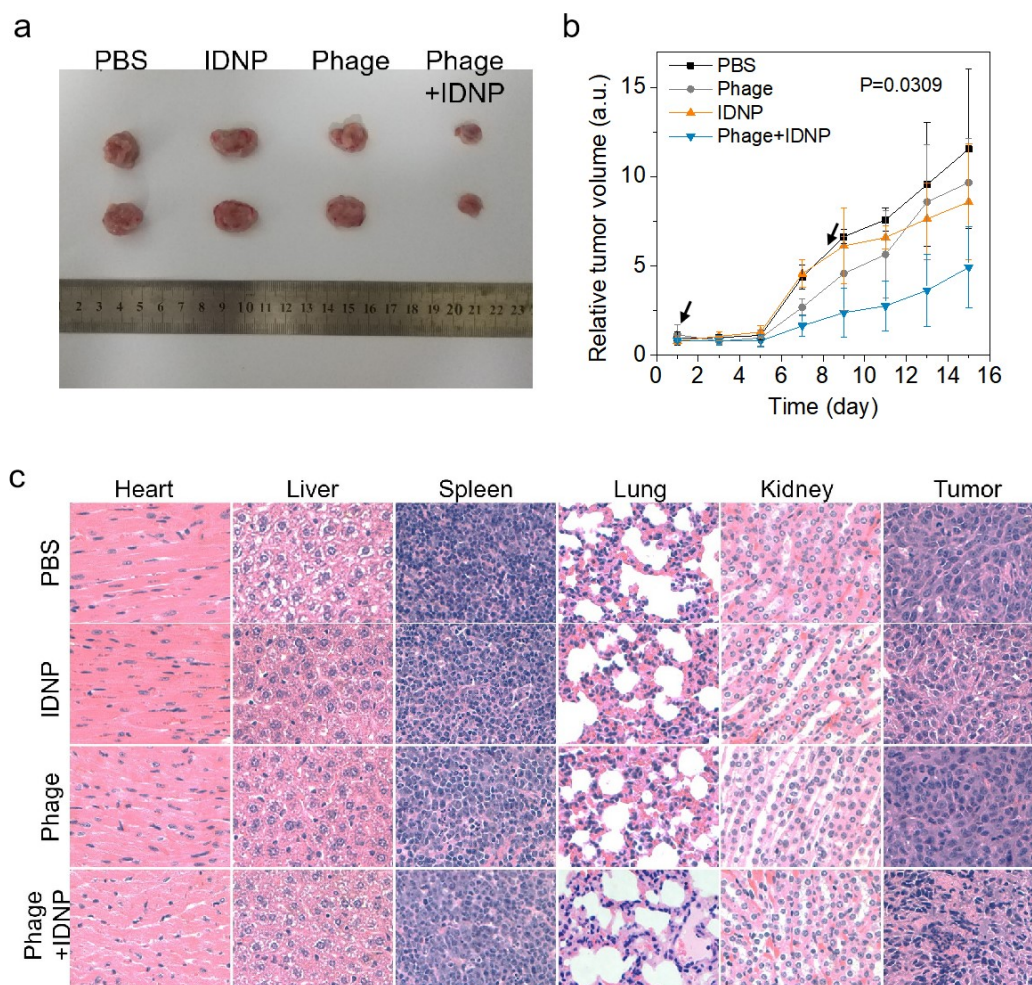 a
PBS IDNP Phage Phage
+IDNP
1 2 3 4 5 6 7 8 9 10 11 12 13 14 15 16 17 18 19 20 21 22 23
b
PBS
Phage
IDNP
Phage+IDNP
P=0.0309
Relative tumor volume (a.u.)
15
10
5
0
0 2 4 6 8 10 12 14 16
Time (day)
c
Heart Liver Spleen Lung Kidney Tumor
PBS
IDNP
Phage
Phage
+IDNP